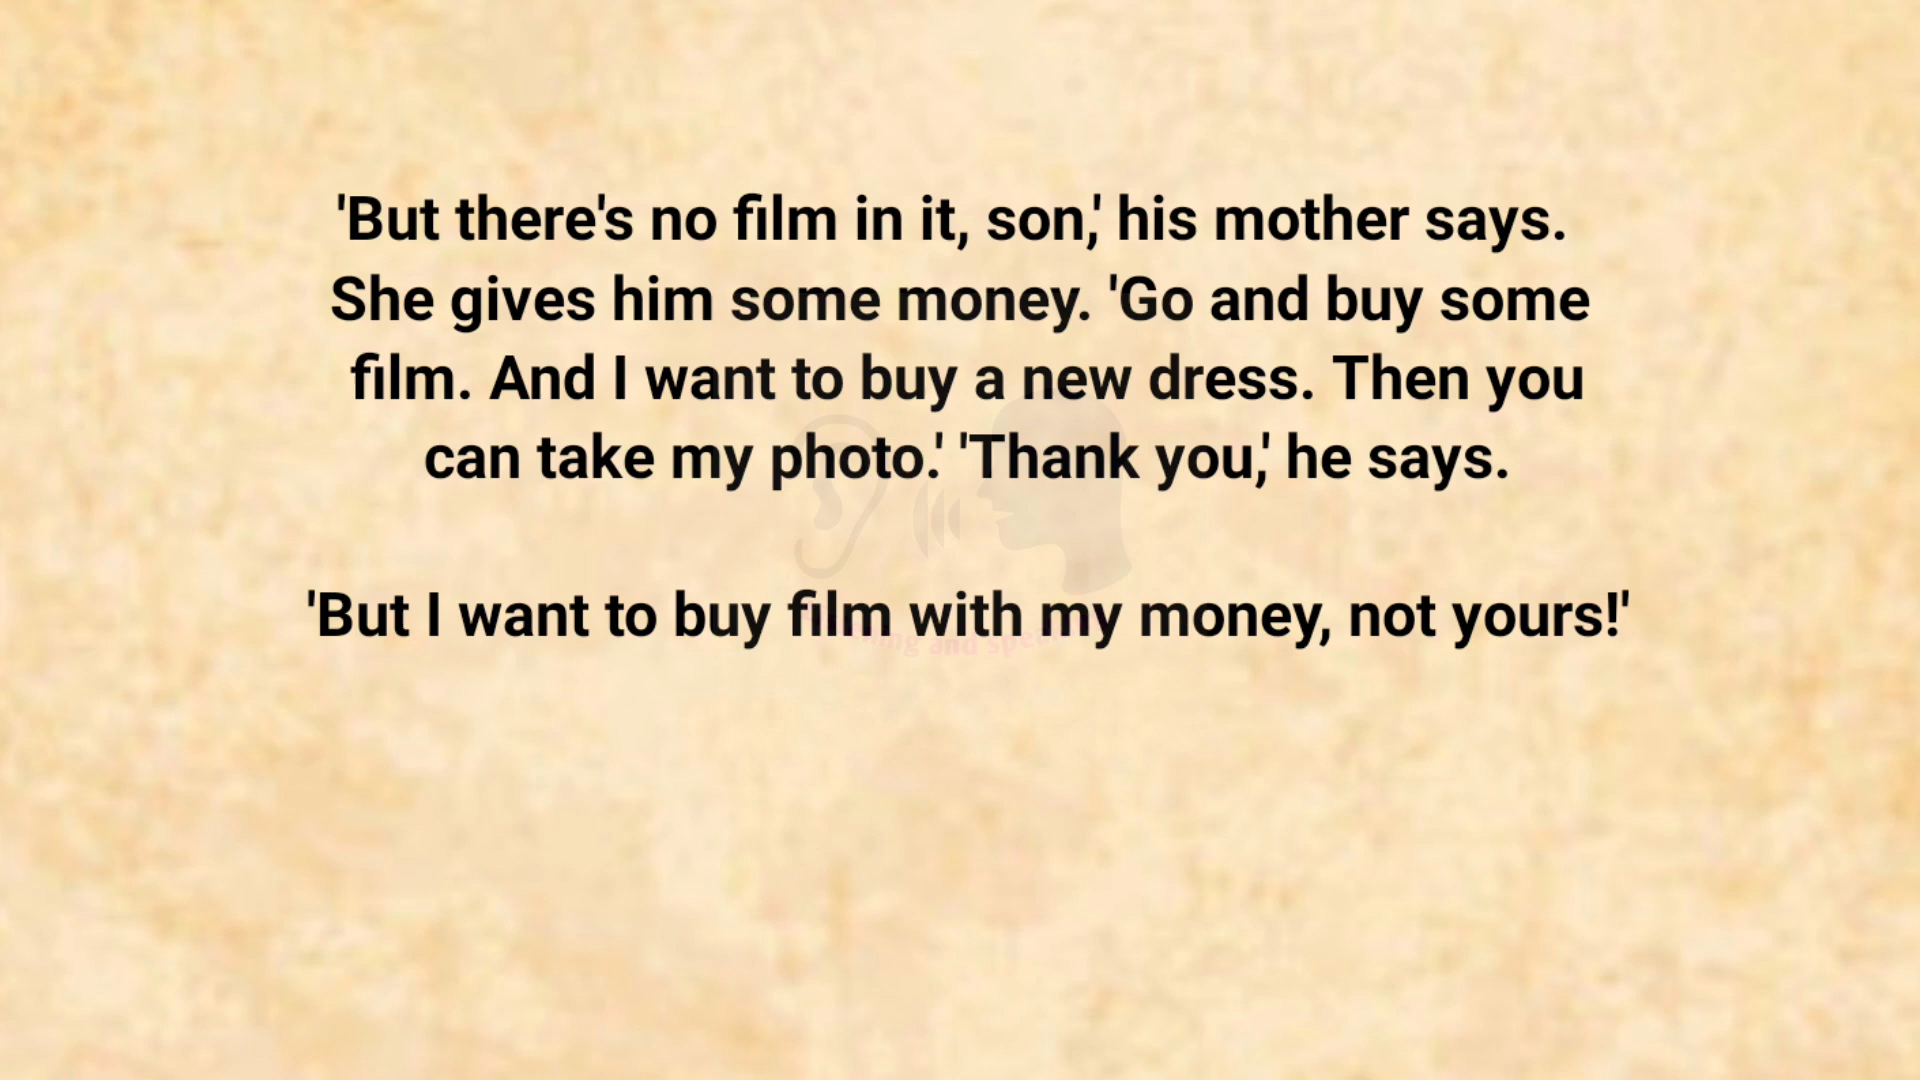 'But there's no film in it, son,' his mother says.
She gives him some money. 'Go and buy some
film. And I want to buy a new dress. Then you
can take my photo.' 'Thank you,' he says.
'But I want to buy film with my money, not yours!'
and